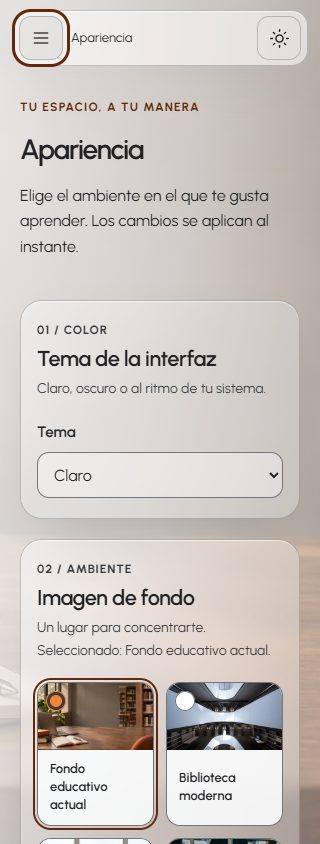 Apariencia
TU ESPACIO, A TU MANERA
Apariencia
Elige el ambiente en el que te gusta
aprender. Los cambios se aplican al
instante.
01 / COLOR
Tema de la interfaz
Claro, oscuro o al ritmo de tu sistema.
Tema
Claro
02 / AMBIENTE
Imagen de fondo
Un lugar para concentrarte.
Seleccionado: Fondo educativo actual.
Fondo
educativo
actual
Biblioteca
moderna